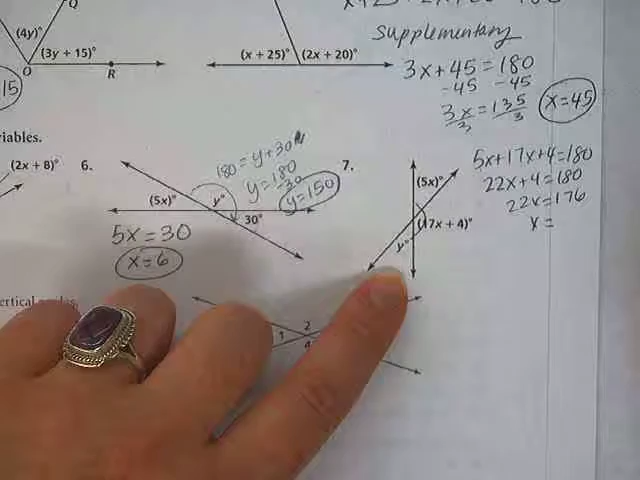 Q
(4y)°
(3y + 15)°
O
R
15
(x + 25)°
(2x + 20)°
supplementary
3x + 45 = 180
-45 -45
3x = 135
3 3
x = 45
riables.
(2x + 8)°
6.
(5x)°
y°
30°
180 = y + 30
y = 180
-30
y = 150
5x = 30
x = 6
7.
(5x)°
(17x + 4)°
y°
5x + 17x + 4 = 180
22x + 4 = 180
22x = 176
x =
ertical
2
1
4